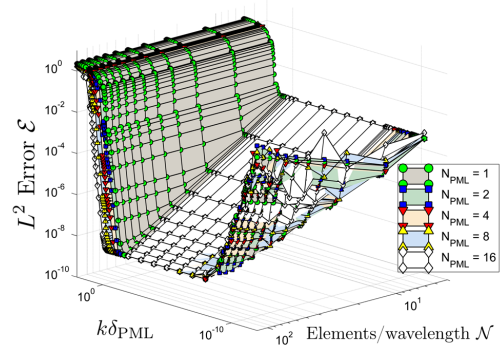 10^0
10^-2
10^-4
10^-6
10^-8
10^-10
L^2 Error ℰ
10^0
10^-10
kδ_PML
10^2
10^1
Elements/wavelength 𝒩
N_PML = 1
N_PML = 2
N_PML = 4
N_PML = 8
N_PML = 16